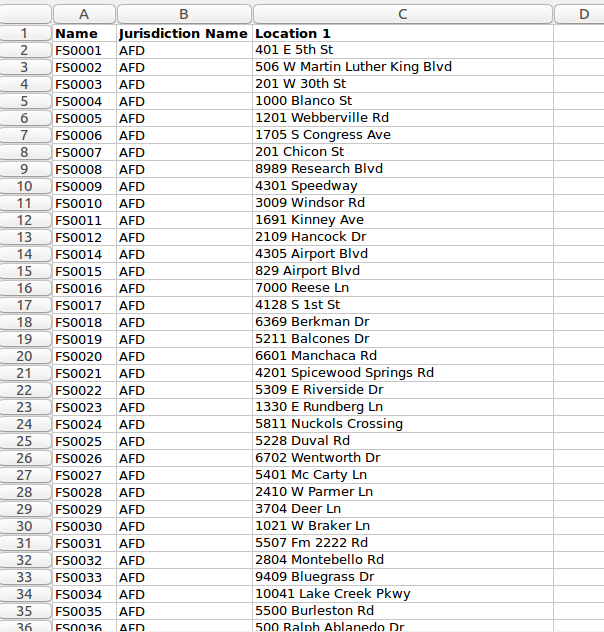 A B C D
1 Name Jurisdiction Name Location 1
2 FS0001 AFD 401 E 5th St
3 FS0002 AFD 506 W Martin Luther King Blvd
4 FS0003 AFD 201 W 30th St
5 FS0004 AFD 1000 Blanco St
6 FS0005 AFD 1201 Webberville Rd
7 FS0006 AFD 1705 S Congress Ave
8 FS0007 AFD 201 Chicon St
9 FS0008 AFD 8989 Research Blvd
10 FS0009 AFD 4301 Speedway
11 FS0010 AFD 3009 Windsor Rd
12 FS0011 AFD 1691 Kinney Ave
13 FS0012 AFD 2109 Hancock Dr
14 FS0014 AFD 4305 Airport Blvd
15 FS0015 AFD 829 Airport Blvd
16 FS0016 AFD 7000 Reese Ln
17 FS0017 AFD 4128 S 1st St
18 FS0018 AFD 6369 Berkman Dr
19 FS0019 AFD 5211 Balcones Dr
20 FS0020 AFD 6601 Manchaca Rd
21 FS0021 AFD 4201 Spicewood Springs Rd
22 FS0022 AFD 5309 E Riverside Dr
23 FS0023 AFD 1330 E Rundberg Ln
24 FS0024 AFD 5811 Nuckols Crossing
25 FS0025 AFD 5228 Duval Rd
26 FS0026 AFD 6702 Wentworth Dr
27 FS0027 AFD 5401 Mc Carty Ln
28 FS0028 AFD 2410 W Parmer Ln
29 FS0029 AFD 3704 Deer Ln
30 FS0030 AFD 1021 W Braker Ln
31 FS0031 AFD 5507 Fm 2222 Rd
32 FS0032 AFD 2804 Montebello Rd
33 FS0033 AFD 9409 Bluegrass Dr
34 FS0034 AFD 10041 Lake Creek Pkwy
35 FS0035 AFD 5500 Burleston Rd
36 FS0036 AFD 500 Ralph Ablanedo Dr